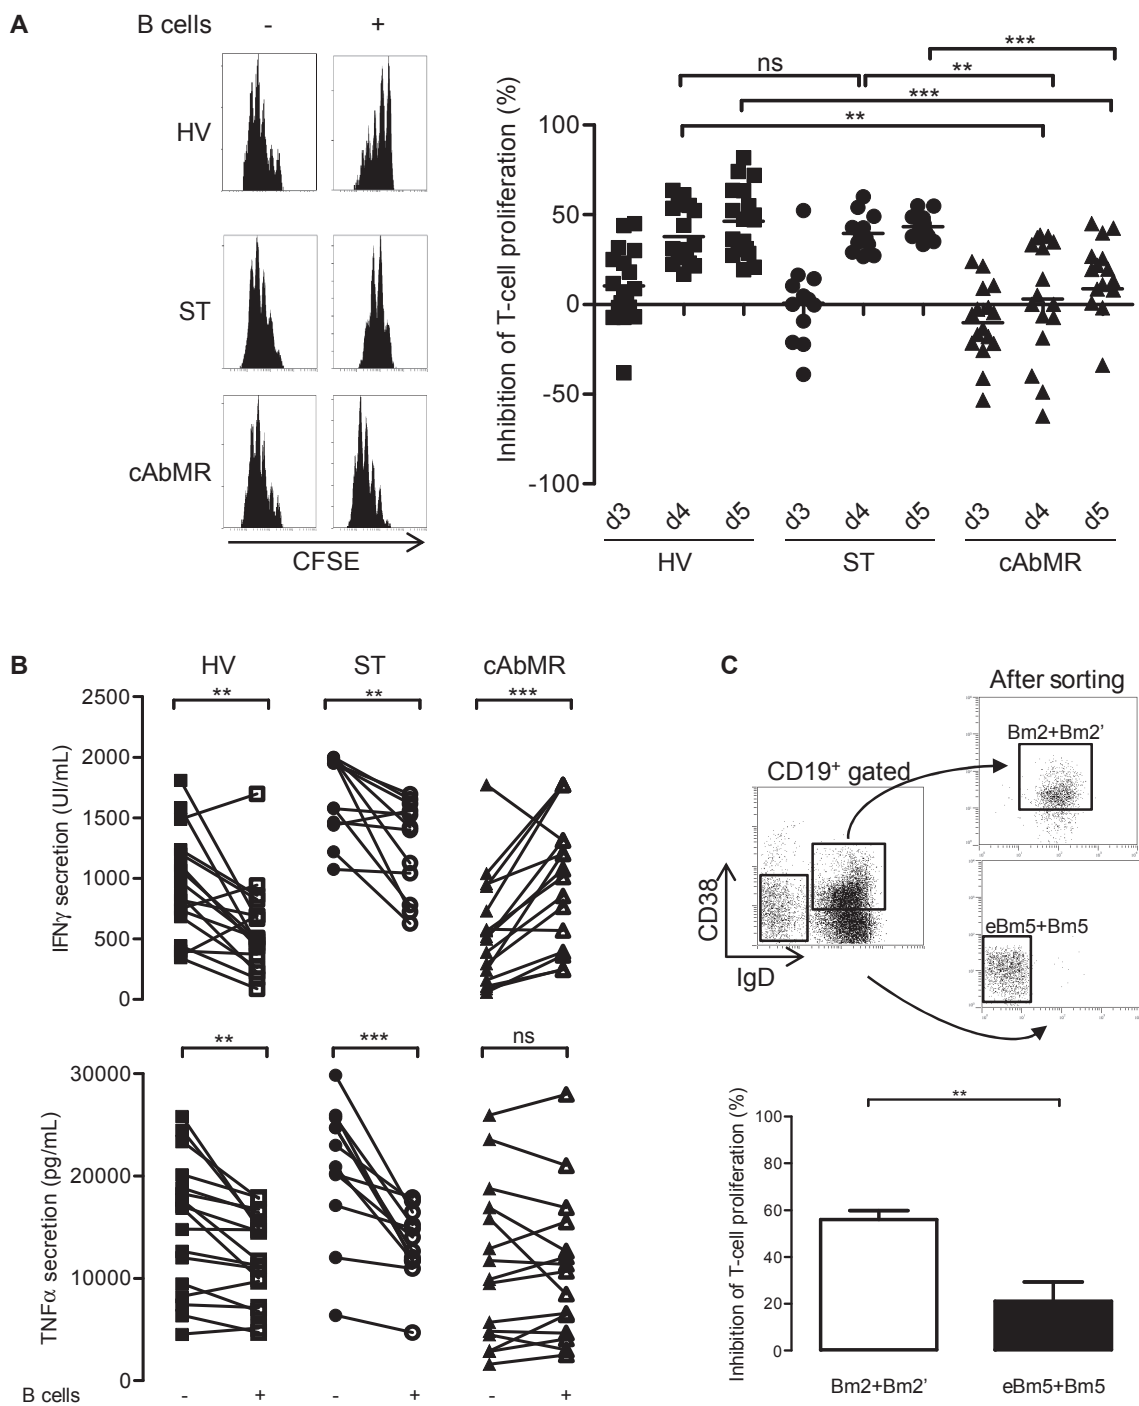 A
B cells - +
HV
ST
cAbMR
CFSE
Inhibition of T-cell proliferation (%)
100
50
0
-50
-100
ns
**
***
**
***
d3 d4 d5 d3 d4 d5 d3 d4 d5
HV ST cAbMR
B
HV ST cAbMR
** ** ***
IFNγ secretion (UI/mL)
2500
2000
1500
1000
500
0
** *** ns
TNFα secretion (pg/mL)
30000
20000
10000
0
B cells - + - + - +
C
After sorting
CD19⁺ gated
Bm2+Bm2’
eBm5+Bm5
CD38
IgD
**
Inhibition of T-cell proliferation (%)
100
80
60
40
20
0
Bm2+Bm2’ eBm5+Bm5